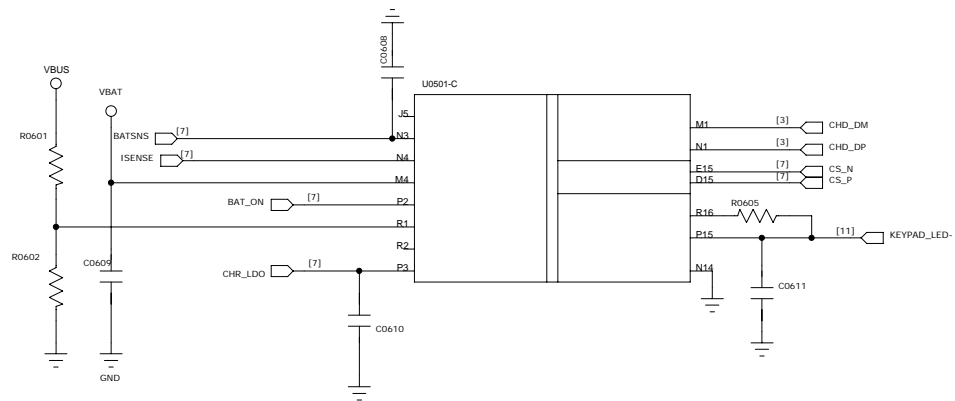 C0608
VBUS
U0501-C
VBAT
J5
R0601
BATSNS [7] N3
M1 [3] CHD_DM
ISENSE [7] N4
N1 [3] CHD_DP
M4
E15 [7] CS_N
D15 [7] CS_P
BAT_ON [7] P2
R0605
R1
R16
P15 [11] KEYPAD_LED-
R2
R0602
C0609
CHR_LDO [7] P3
N14
C0611
C0610
GND